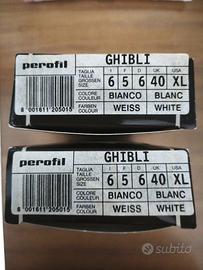 perofil
GHIBLI
TAGLIA
TAILLE
GROSSEN
SIZE
I F D UK USA
6 5 6 40 XL
COLORE
COULEUR
BIANCO BLANC
FARBEN
COLOUR
WEISS WHITE
8 001611 205015
perofil
GHIBLI
TAGLIA
TAILLE
GROSSEN
SIZE
I F D UK USA
6 5 6 40 XL
COLORE
COULEUR
BIANCO BLANC
FARBEN
COLOUR
WEISS WHITE
8 001611 205015
subito